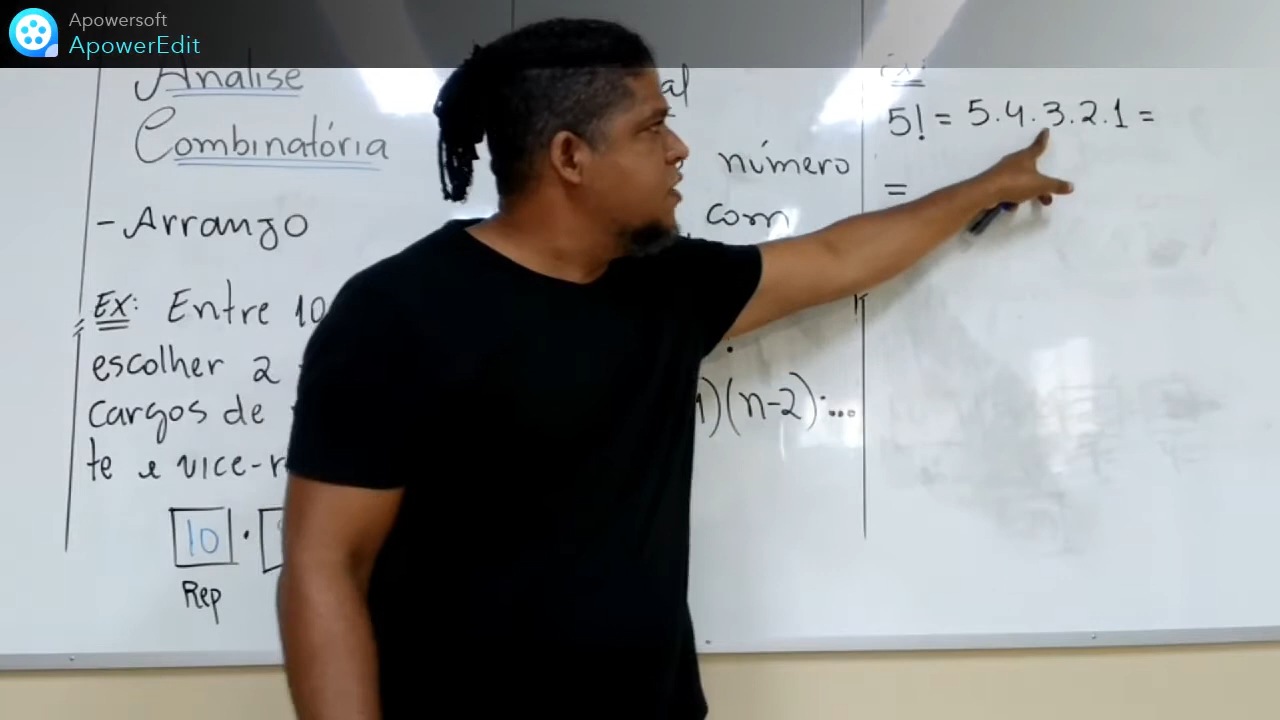 Apowersoft
ApowerEdit
Análise
Combinatória
- Arranjo
EX: Entre 10
escolher 2
cargos de
te e vice-r
10 .
Rep
al
número
com
)(n-2)....
Ex:
5! = 5.4.3.2.1 =
=